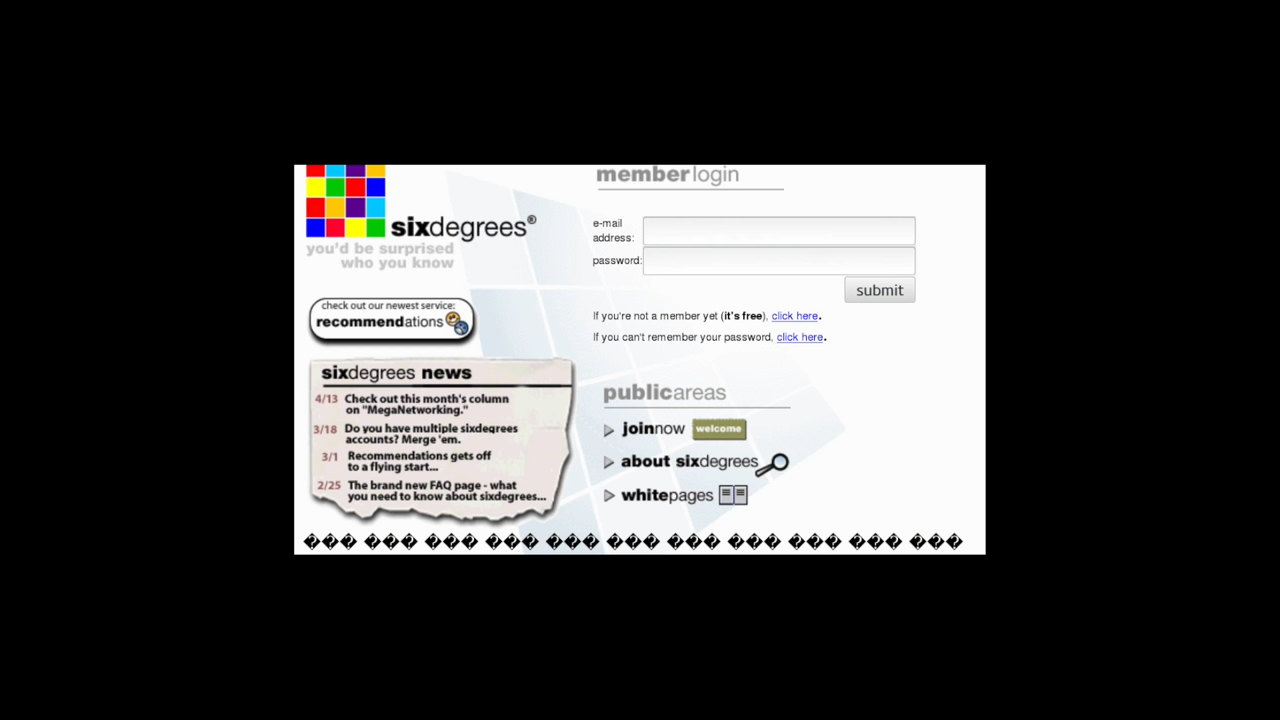 sixdegrees®
you'd be surprised
who you know
check out our newest service:
recommendations
sixdegrees news
4/13 Check out this month's column
on "MegaNetworking."
3/18 Do you have multiple sixdegrees
accounts? Merge 'em.
3/1 Recommendations gets off
to a flying start...
2/25 The brand new FAQ page - what
you need to know about sixdegrees...
member login
e-mail
address:
password:
submit
If you're not a member yet (it's free), click here.
If you can't remember your password, click here.
publicareas
joinnow welcome
about sixdegrees
whitepages
��� ��� ��� ��� ��� ��� ��� ��� ��� ��� ���